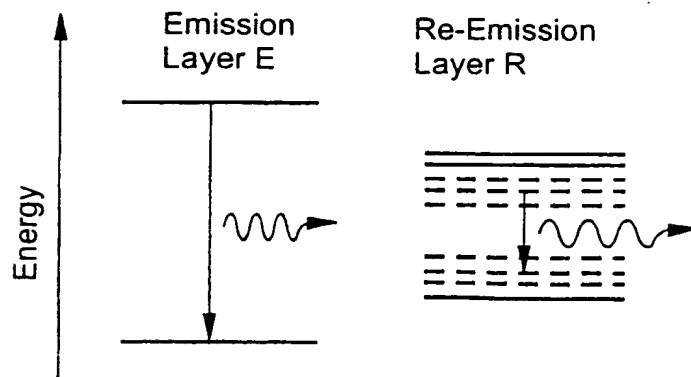 Emission
Layer E
Re-Emission
Layer R
Energy